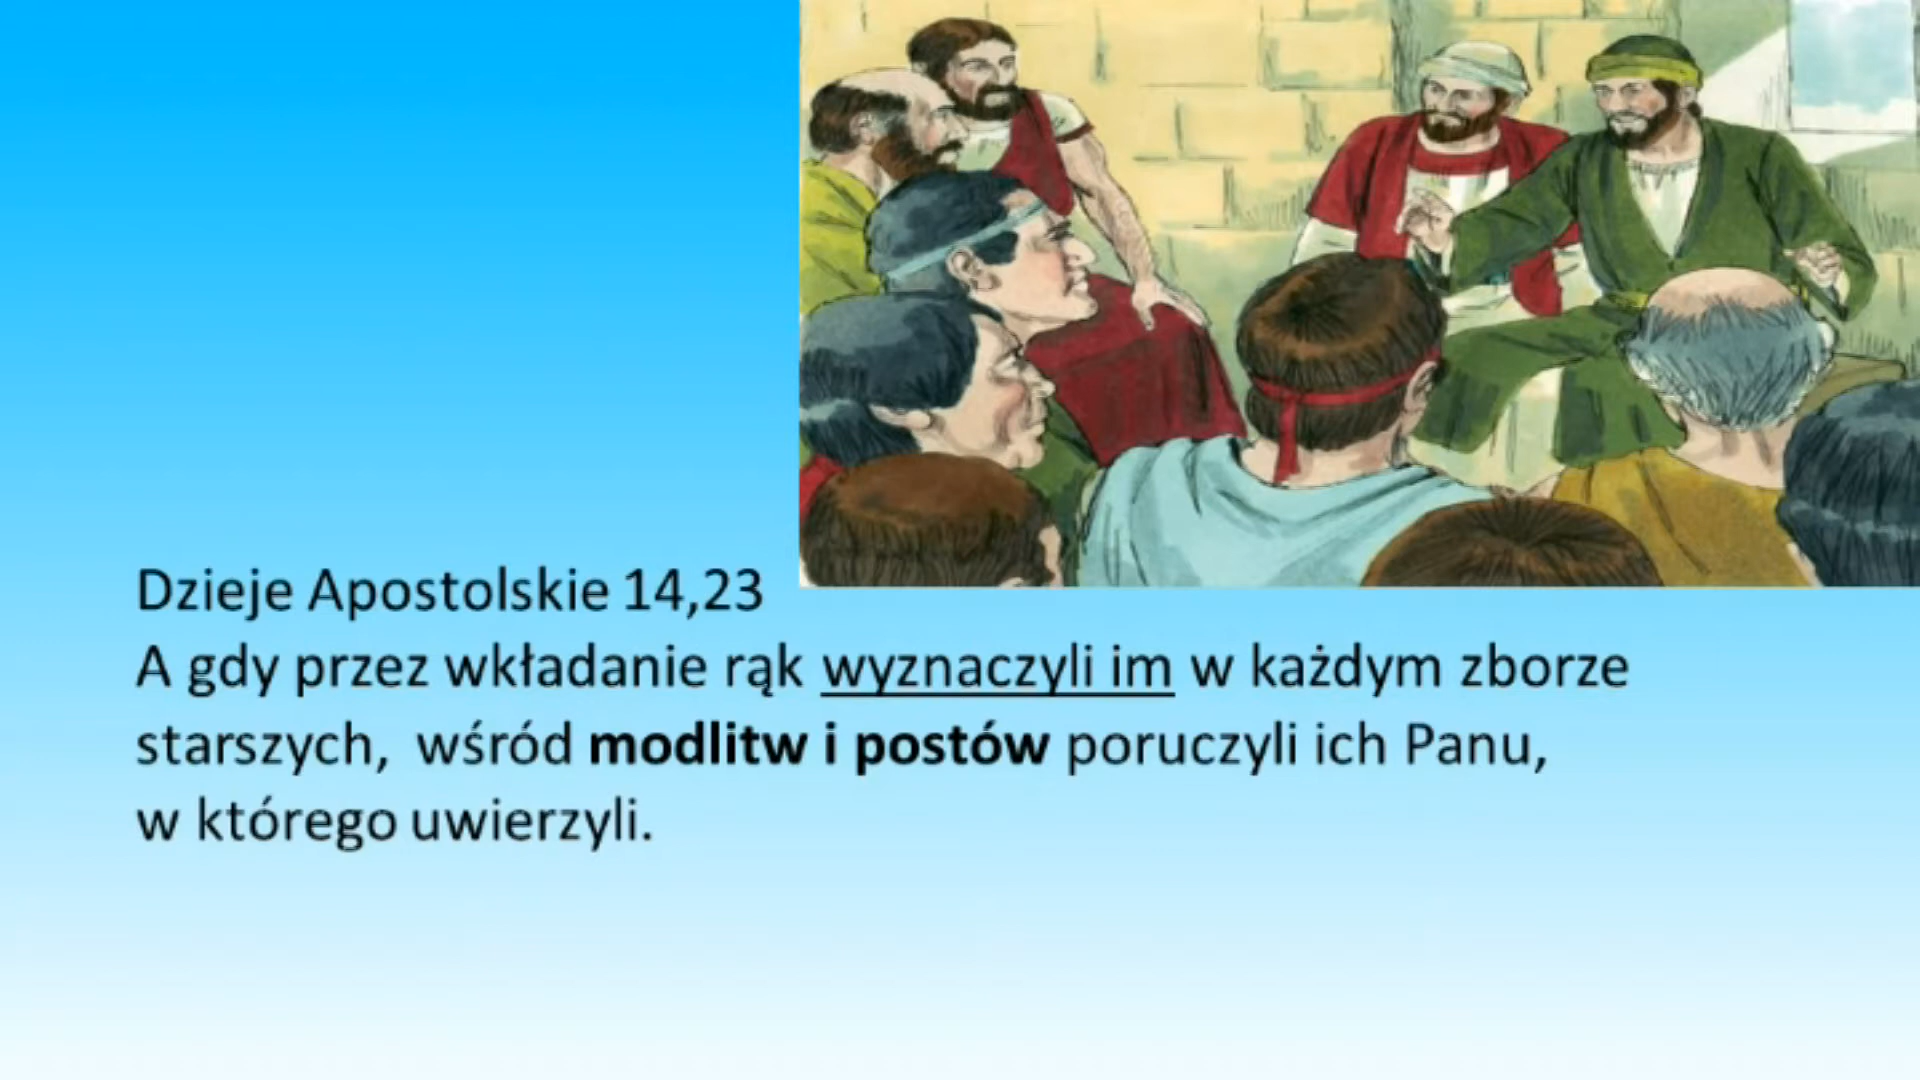 Dzieje Apostolskie 14,23
A gdy przez wkładanie rąk wyznaczyli im w każdym zborze
starszych, wśród modlitw i postów poruczyli ich Panu,
w którego uwierzyli.